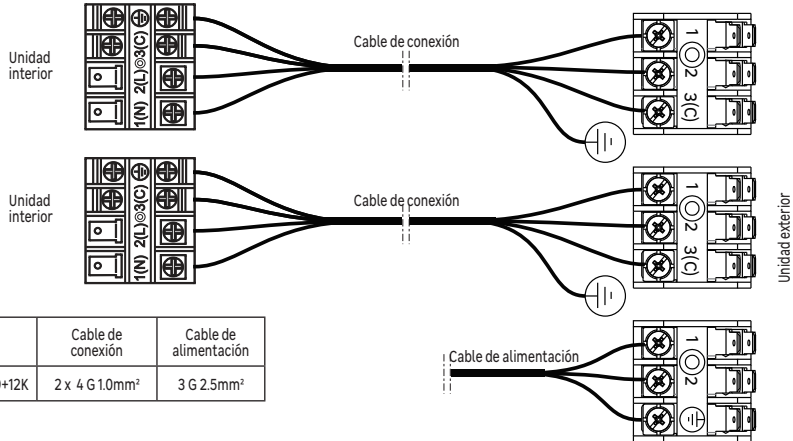 Unidad
interior
1(N) 2(L) 3(C)
Cable de conexión
1 2 3(C)
Unidad
interior
1(N) 2(L) 3(C)
Cable de conexión
1 2 3(C)
Unidad exterior
Cable de
conexión
Cable de
alimentación
+12K
2 x 4 G 1.0mm²
3 G 2.5mm²
Cable de alimentación
1 2